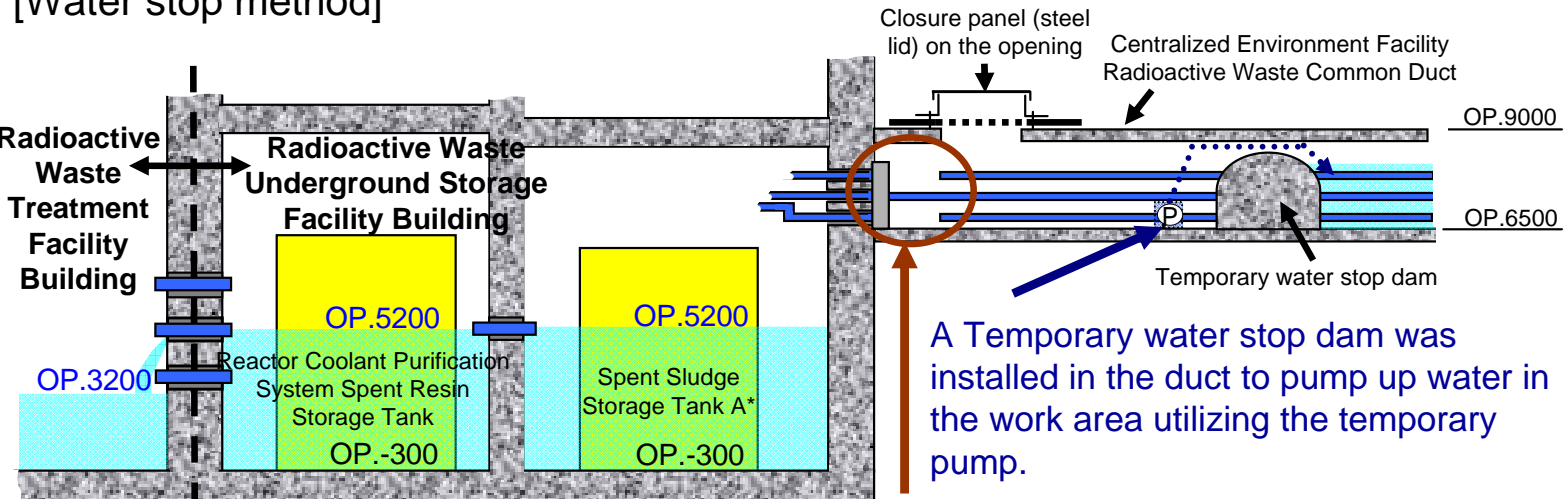 [Water stop method]
Closure panel (steel
lid) on the opening
Centralized Environment Facility
Radioactive Waste Common Duct
OP.9000
Radioactive
Waste
Treatment
Facility
Building
Radioactive Waste
Underground Storage
Facility Building
P
OP.6500
Temporary water stop dam
OP.5200
OP.5200
OP.3200
Reactor Coolant Purification
System Spent Resin
Storage Tank
Spent Sludge
Storage Tank A*
OP.-300
OP.-300
A Temporary water stop dam was
installed in the duct to pump up water in
the work area utilizing the temporary
pump.